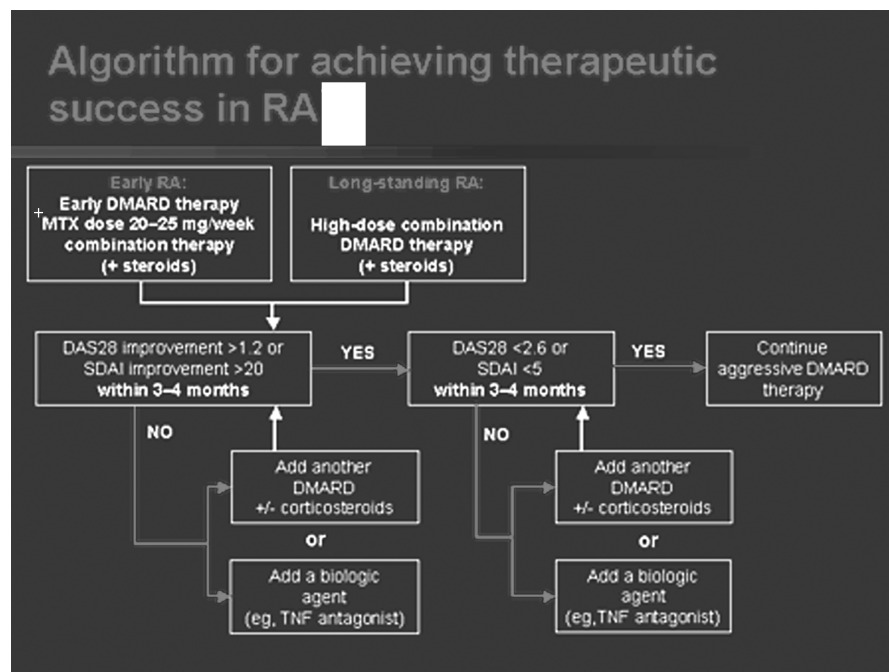 Algorithm for achieving therapeutic
success in RA
Early RA:
Early DMARD therapy
MTX dose 20–25 mg/week
combination therapy
(+ steroids)
Long-standing RA:
High-dose combination
DMARD therapy
(+ steroids)
DAS28 improvement >1.2 or
SDAI improvement >20
within 3–4 months
YES
DAS28 <2.6 or
SDAI <5
within 3–4 months
YES
Continue
aggressive DMARD
therapy
NO
Add another
DMARD
+/- corticosteroids
or
Add a biologic
agent
(eg, TNF antagonist)
NO
Add another
DMARD
+/- corticosteroids
or
Add a biologic
agent
(eg,TNF antagonist)